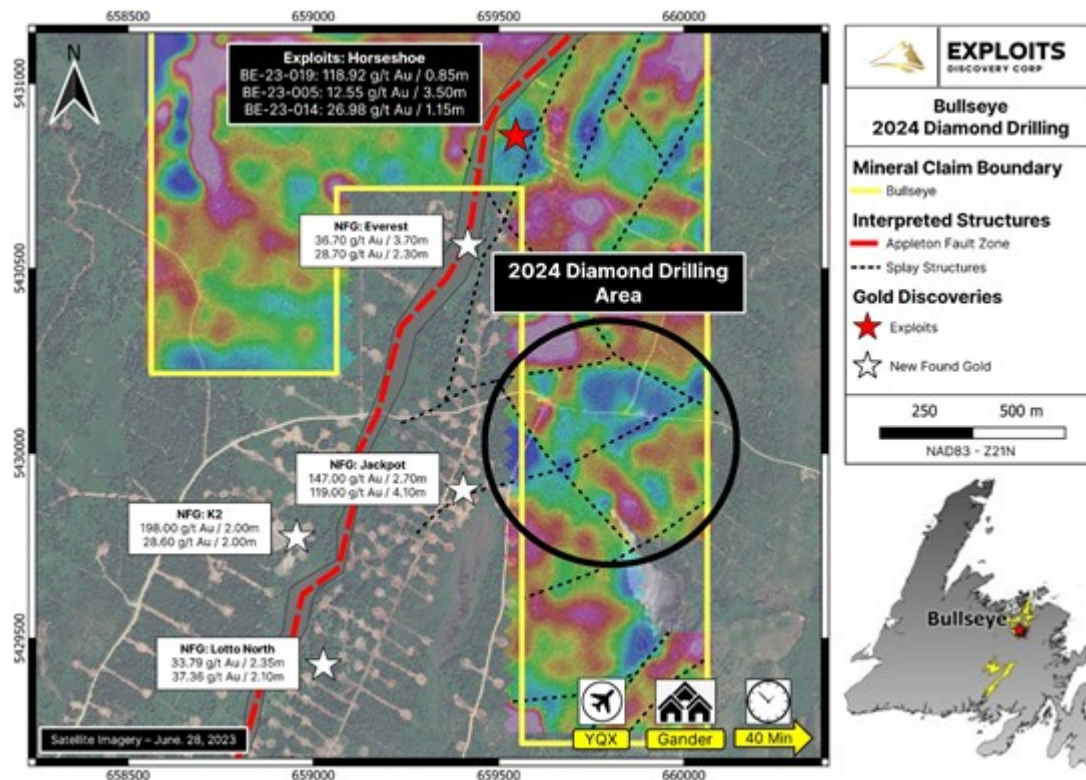 658500
659000
659500
660000
5431000
5430500
5430000
5429500
N
Exploits: Horseshoe
BE-23-019: 118.92 g/t Au / 0.85m
BE-23-005: 12.55 g/t Au / 3.50m
BE-23-014: 26.98 g/t Au / 1.15m
NFG: Everest
36.70 g/t Au / 3.70m
28.70 g/t Au / 2.30m
2024 Diamond Drilling
Area
NFG: Jackpot
147.00 g/t Au / 2.70m
119.00 g/t Au / 4.10m
NFG: K2
198.00 g/t Au / 2.00m
28.60 g/t Au / 2.00m
NFG: Lotto North
33.79 g/t Au / 2.35m
37.36 g/t Au / 2.10m
Satellite Imagery – June. 28, 2023
YQX
Gander
40 Min
658500
659000
659500
660000
EXPLOITS
DISCOVERY CORP
Bullseye
2024 Diamond Drilling
Mineral Claim Boundary
Bullseye
Interpreted Structures
Appleton Fault Zone
Splay Structures
Gold Discoveries
Exploits
New Found Gold
250 500 m
NAD83 - Z21N
Bullseye